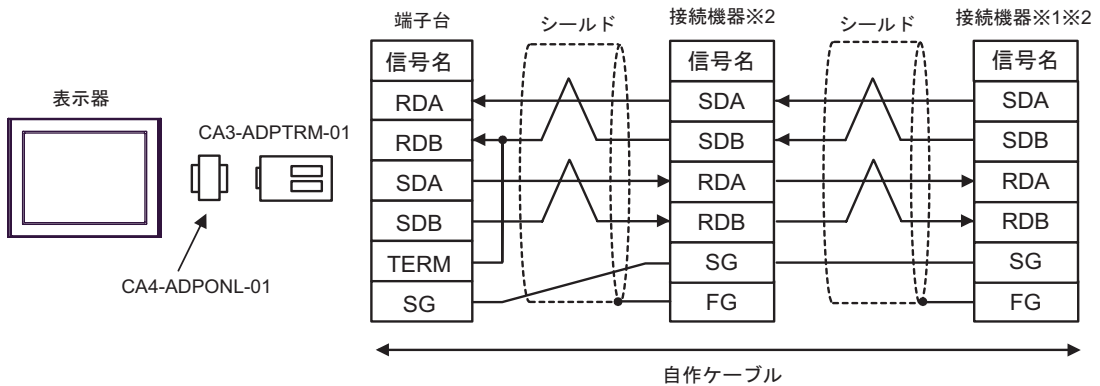 表示器
CA3-ADPTRM-01
CA4-ADPONL-01
端子台
信号名
RDA
RDB
SDA
SDB
TERM
SG
シールド
接続機器※2
信号名
SDA
SDB
RDA
RDB
SG
FG
シールド
接続機器※1※2
信号名
SDA
SDB
RDA
RDB
SG
FG
自作ケーブル